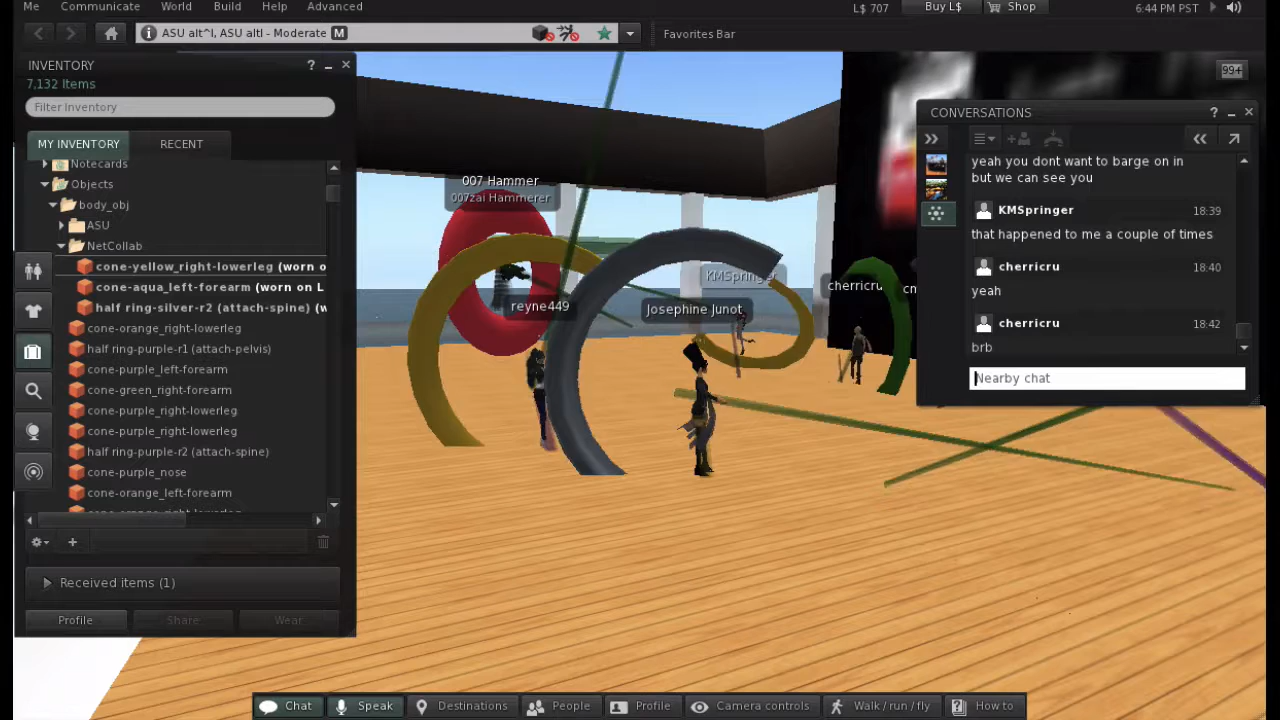 Me Communicate World Build Help Advanced L$ 707 Buy L$ Shop 6:44 PM PST
ASU alt^I, ASU altI - Moderate M Favorites Bar
99+
INVENTORY ?
7,132 Items
Filter Inventory
MY INVENTORY RECENT
Notecards
Objects
body_obj
ASU
NetCollab
cone-yellow_right-lowerleg (worn o
cone-aqua_left-forearm (worn on L
half ring-silver-r2 (attach-spine) (w
cone-orange_right-lowerleg
half ring-purple-r1 (attach-pelvis)
cone-purple_left-forearm
cone-green_right-forearm
cone-purple_right-lowerleg
cone-purple_right-lowerleg
half ring-purple-r2 (attach-spine)
cone-purple_nose
cone-orange_left-forearm
Received items (1)
Profile Share Wear
007 Hammer
007zai Hammerer
KMSpringer
reyne449
Josephine Junot
cherricru
CONVERSATIONS ?
yeah you dont want to barge on in
but we can see you
KMSpringer 18:39
that happened to me a couple of times
cherricru 18:40
yeah
cherricru 18:42
brb
Nearby chat
Chat Speak Destinations People Profile Camera controls Walk / run / fly ? How to